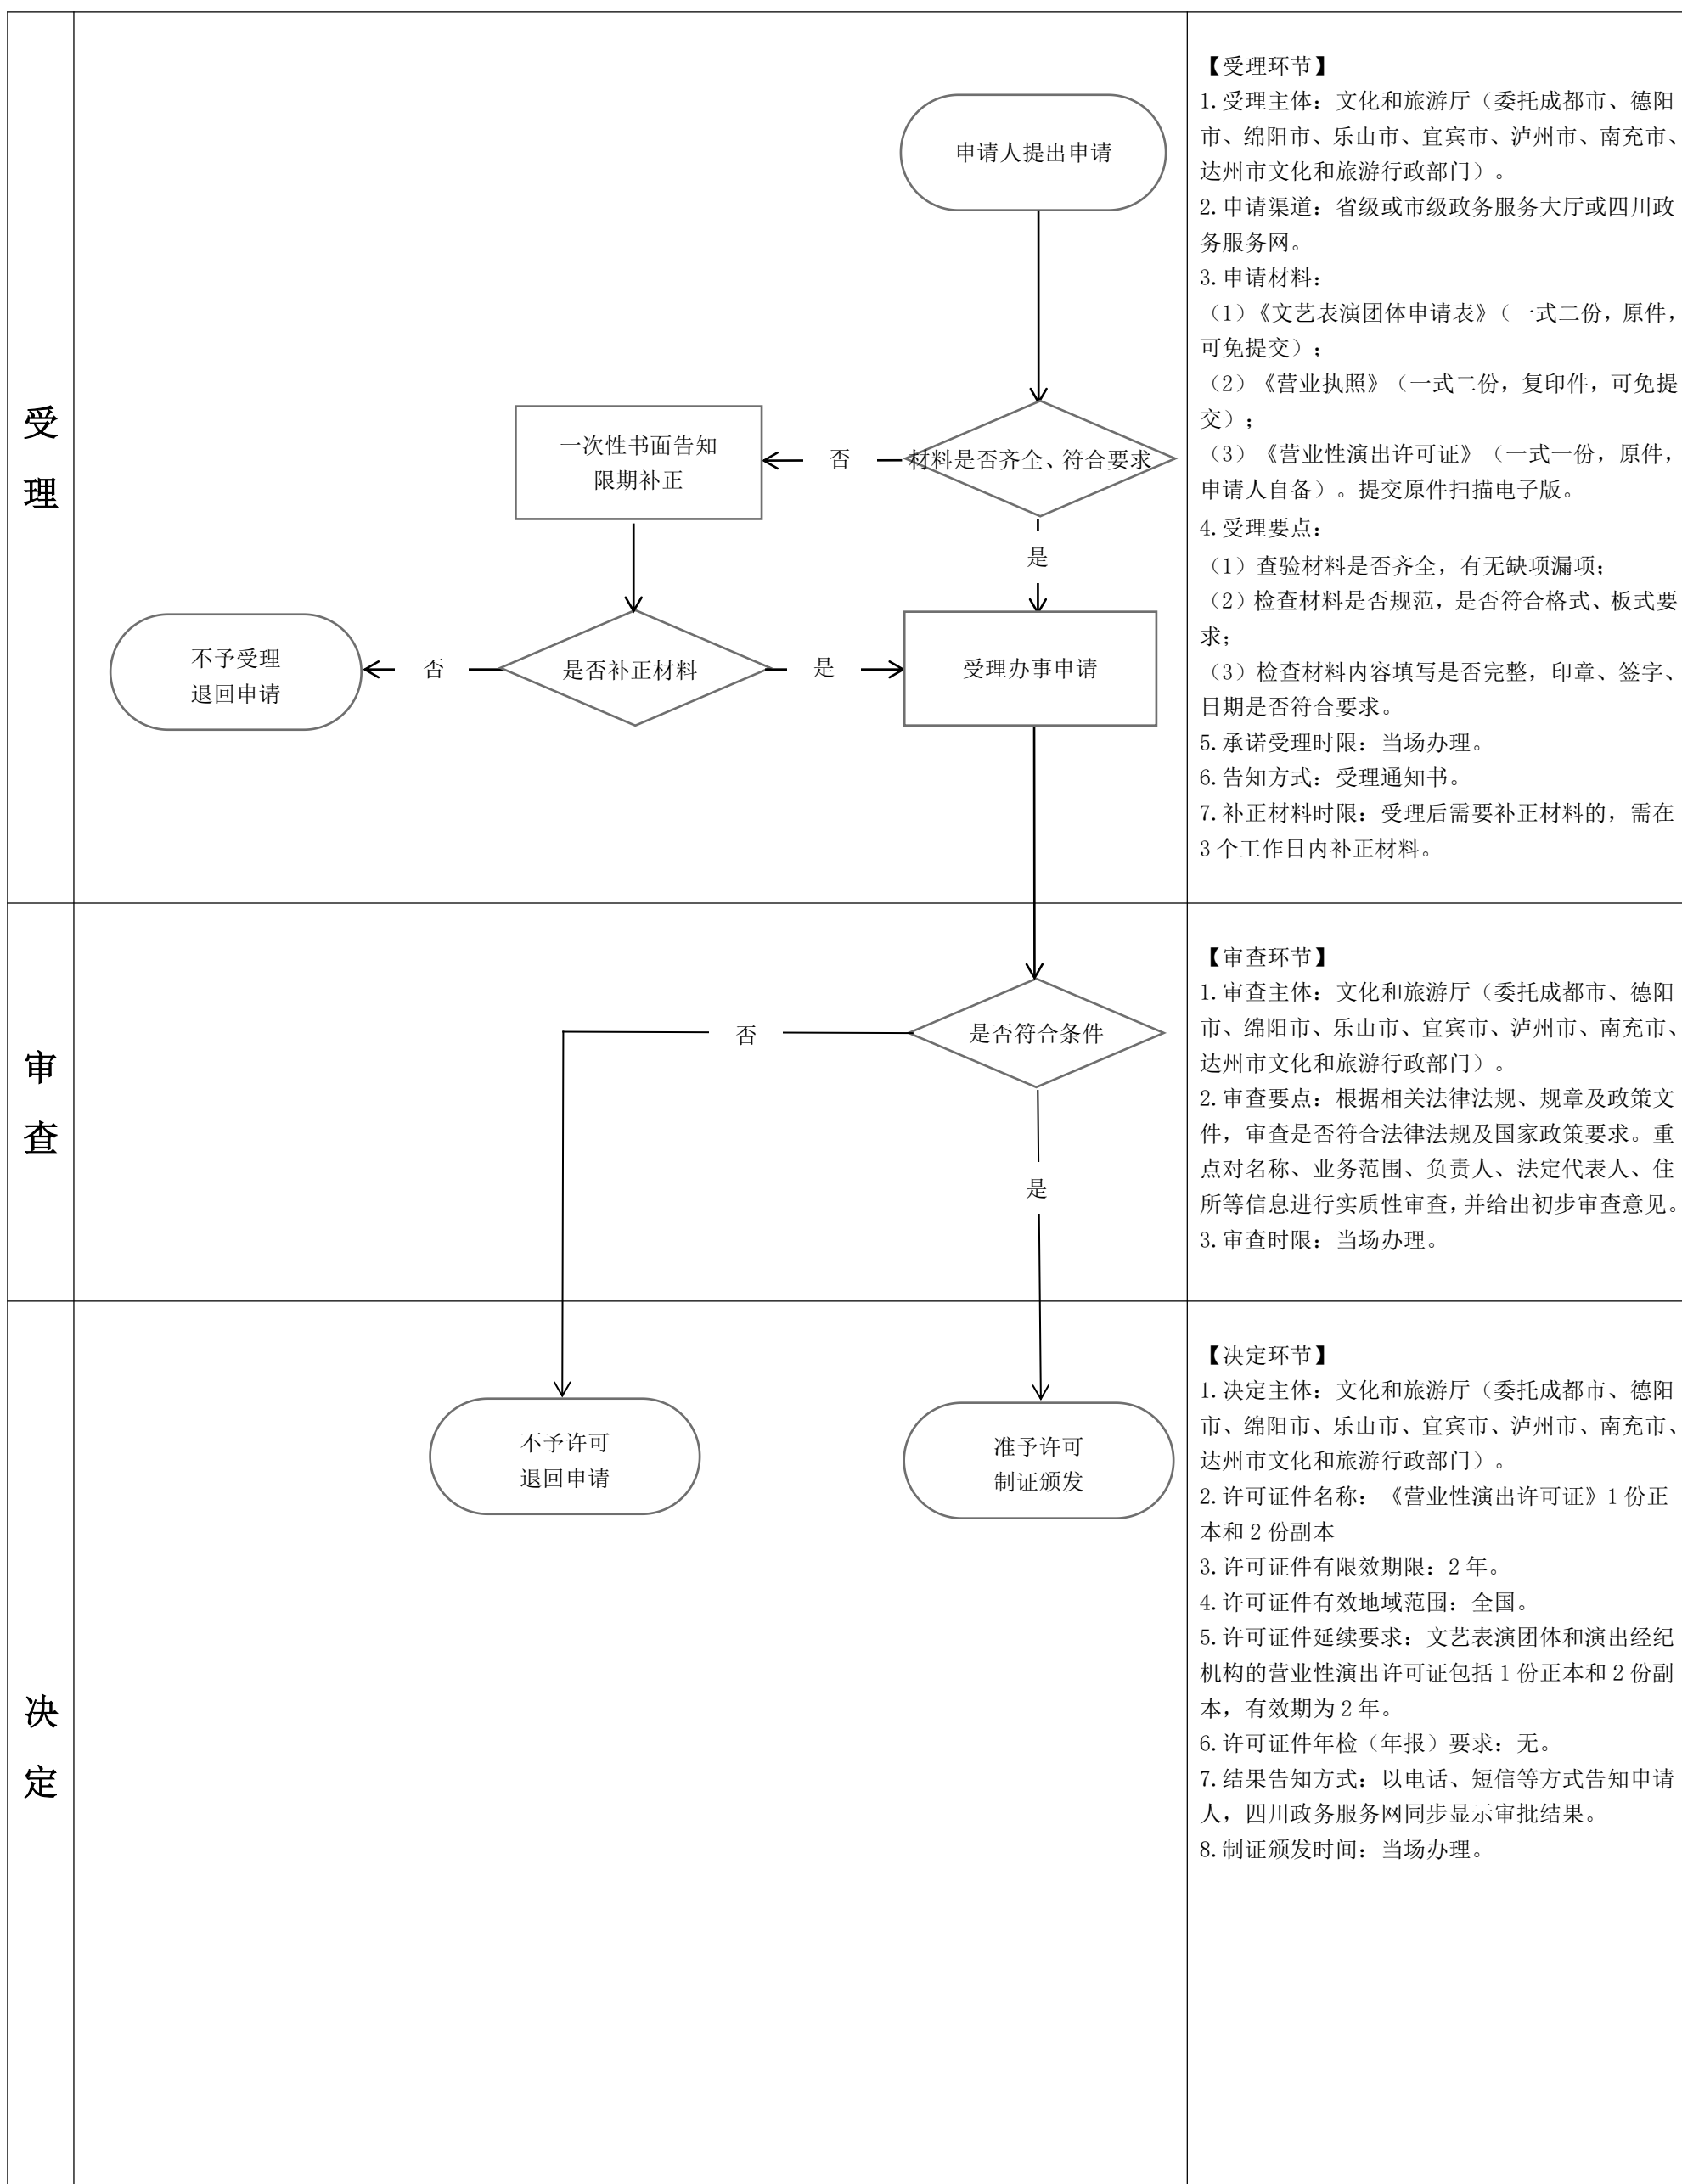 受
理
申请人提出申请
材料是否齐全、符合要求
否
一次性书面告知
限期补正
是
是否补正材料
否
不予受理
退回申请
是
受理办事申请
【受理环节】
1.受理主体：文化和旅游厅（委托成都市、德阳
市、绵阳市、乐山市、宜宾市、泸州市、南充市、
达州市文化和旅游行政部门）。
2.申请渠道：省级或市级政务服务大厅或四川政
务服务网。
3.申请材料：
（1）《文艺表演团体申请表》（一式二份，原件，
可免提交）；
（2）《营业执照》（一式二份，复印件，可免提
交）；
（3）《营业性演出许可证》（一式一份，原件，
申请人自备）。提交原件扫描电子版。
4.受理要点：
（1）查验材料是否齐全，有无缺项漏项；
（2）检查材料是否规范，是否符合格式、板式要
求；
（3）检查材料内容填写是否完整，印章、签字、
日期是否符合要求。
5.承诺受理时限：当场办理。
6.告知方式：受理通知书。
7.补正材料时限：受理后需要补正材料的，需在
3 个工作日内补正材料。
审
查
是否符合条件
否
是
【审查环节】
1.审查主体：文化和旅游厅（委托成都市、德阳
市、绵阳市、乐山市、宜宾市、泸州市、南充市、
达州市文化和旅游行政部门）。
2.审查要点：根据相关法律法规、规章及政策文
件，审查是否符合法律法规及国家政策要求。重
点对名称、业务范围、负责人、法定代表人、住
所等信息进行实质性审查，并给出初步审查意见。
3.审查时限：当场办理。
决
定
不予许可
退回申请
准予许可
制证颁发
【决定环节】
1.决定主体：文化和旅游厅（委托成都市、德阳
市、绵阳市、乐山市、宜宾市、泸州市、南充市、
达州市文化和旅游行政部门）。
2.许可证件名称：《营业性演出许可证》1 份正
本和 2 份副本
3.许可证件有限效期限：2 年。
4.许可证件有效地域范围：全国。
5.许可证件延续要求：文艺表演团体和演出经纪
机构的营业性演出许可证包括 1 份正本和 2 份副
本，有效期为 2 年。
6.许可证件年检（年报）要求：无。
7.结果告知方式：以电话、短信等方式告知申请
人，四川政务服务网同步显示审批结果。
8.制证颁发时间：当场办理。